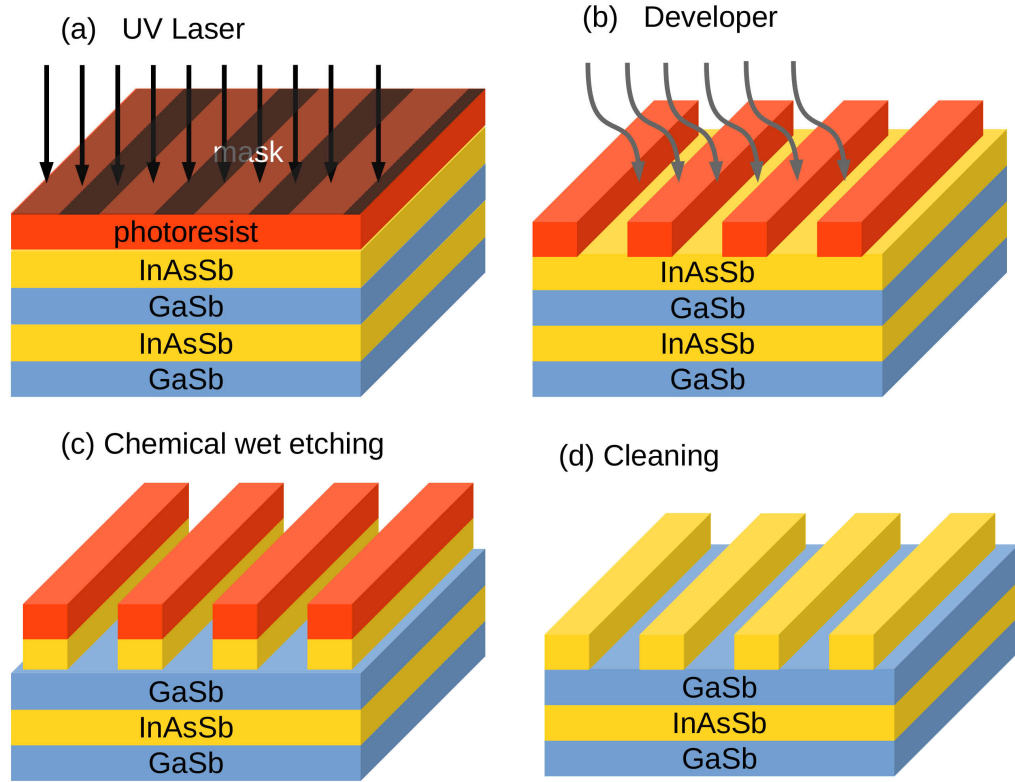 (a) UV Laser
mask
photoresist
InAsSb
GaSb
InAsSb
GaSb
(b) Developer
InAsSb
GaSb
InAsSb
GaSb
(c) Chemical wet etching
GaSb
InAsSb
GaSb
(d) Cleaning
GaSb
InAsSb
GaSb